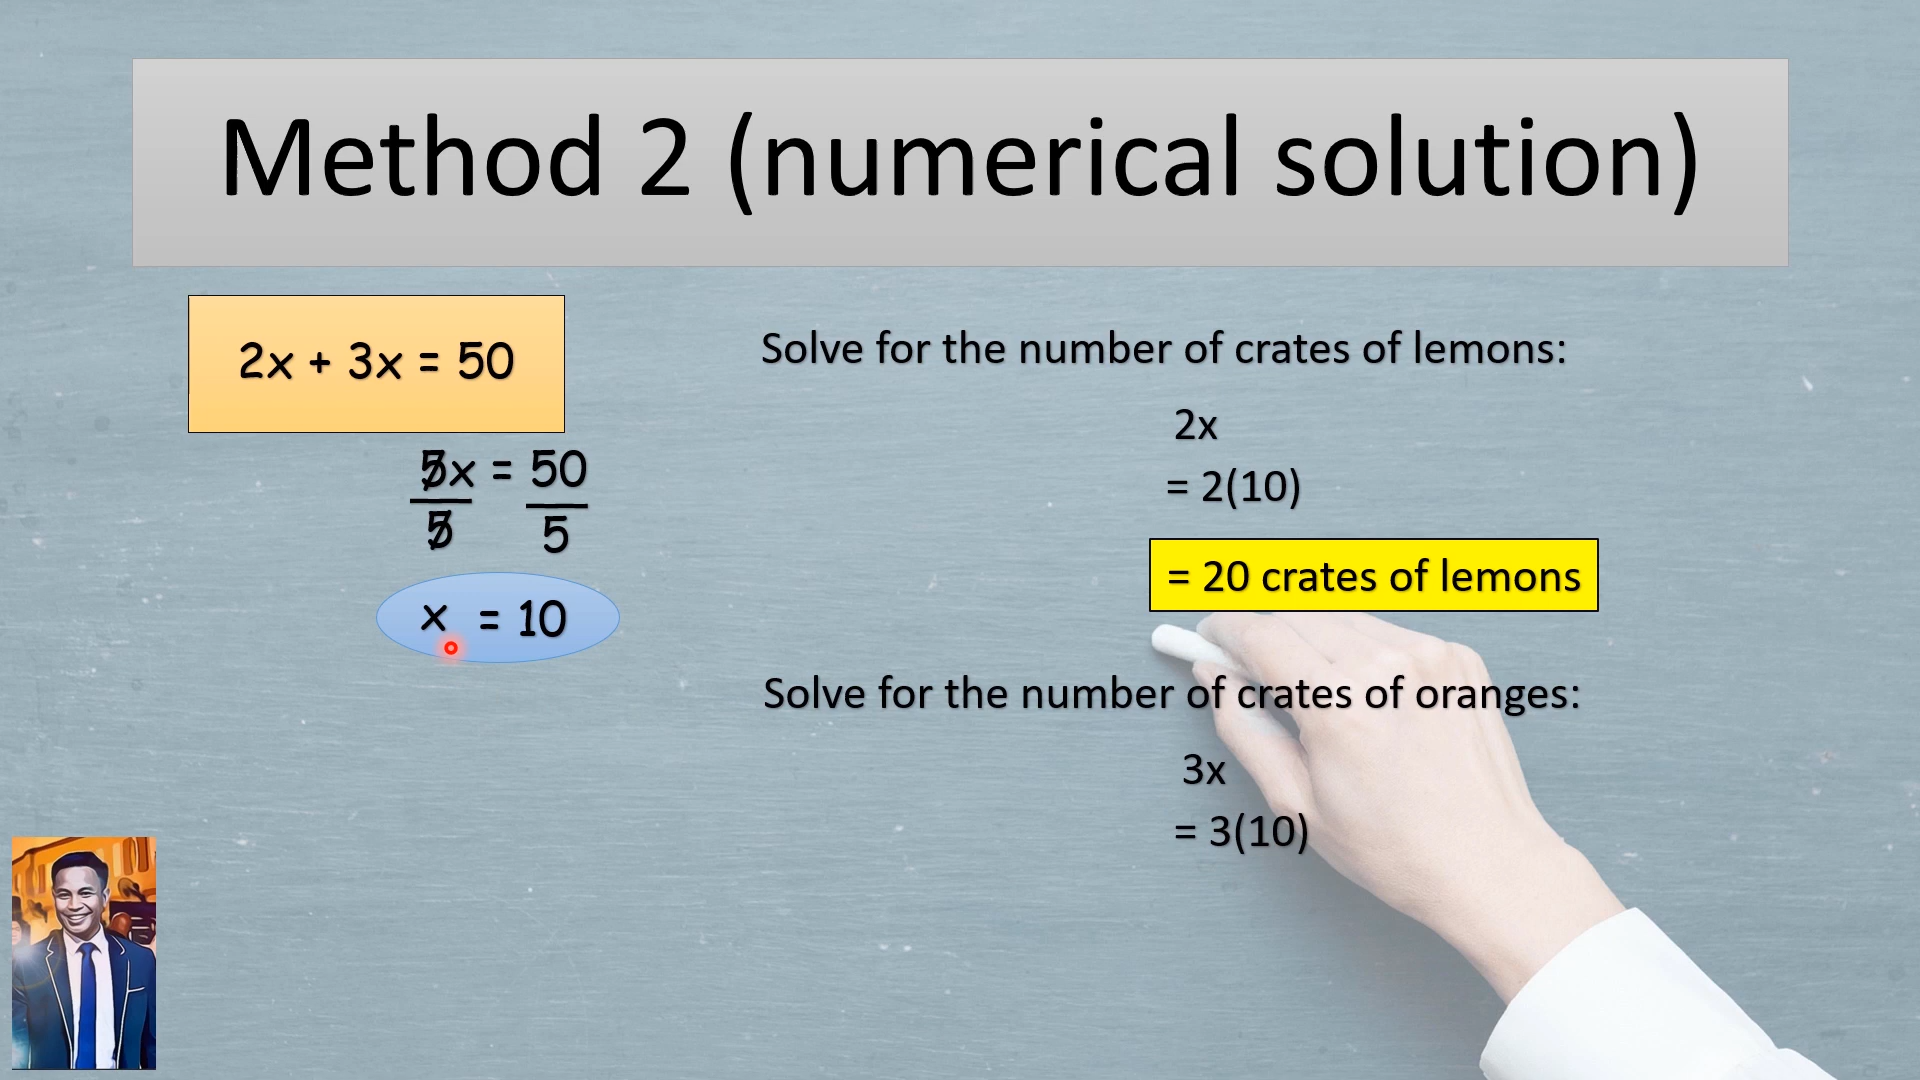 Method 2 (numerical solution)
2x + 3x = 50
5x = 50
5 5
x = 10
Solve for the number of crates of lemons:
2x
= 2(10)
= 20 crates of lemons
Solve for the number of crates of oranges:
3x
= 3(10)